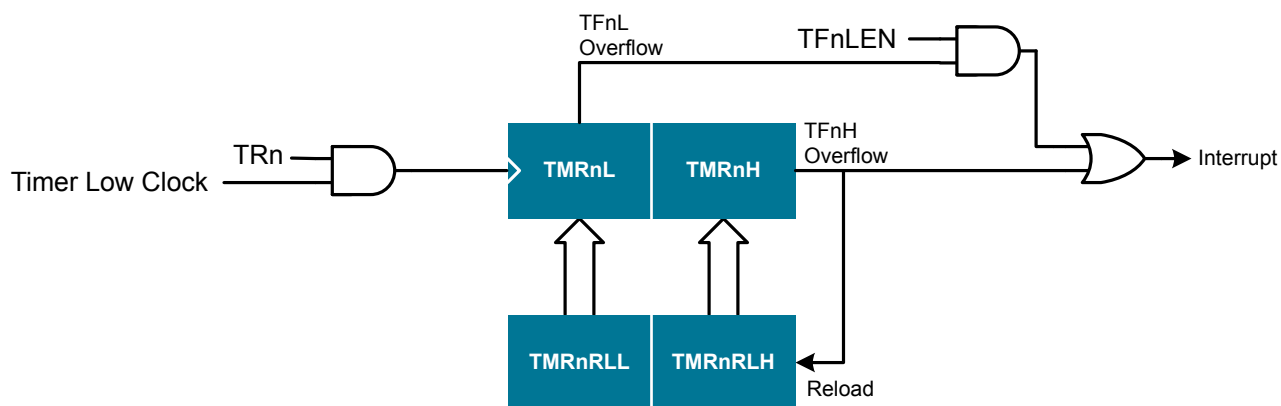 TFnL
Overflow
TFnLEN
TRn
Timer Low Clock
TMRnL
TMRnH
TFnH
Overflow
Interrupt
TMRnRLL
TMRnRLH
Reload